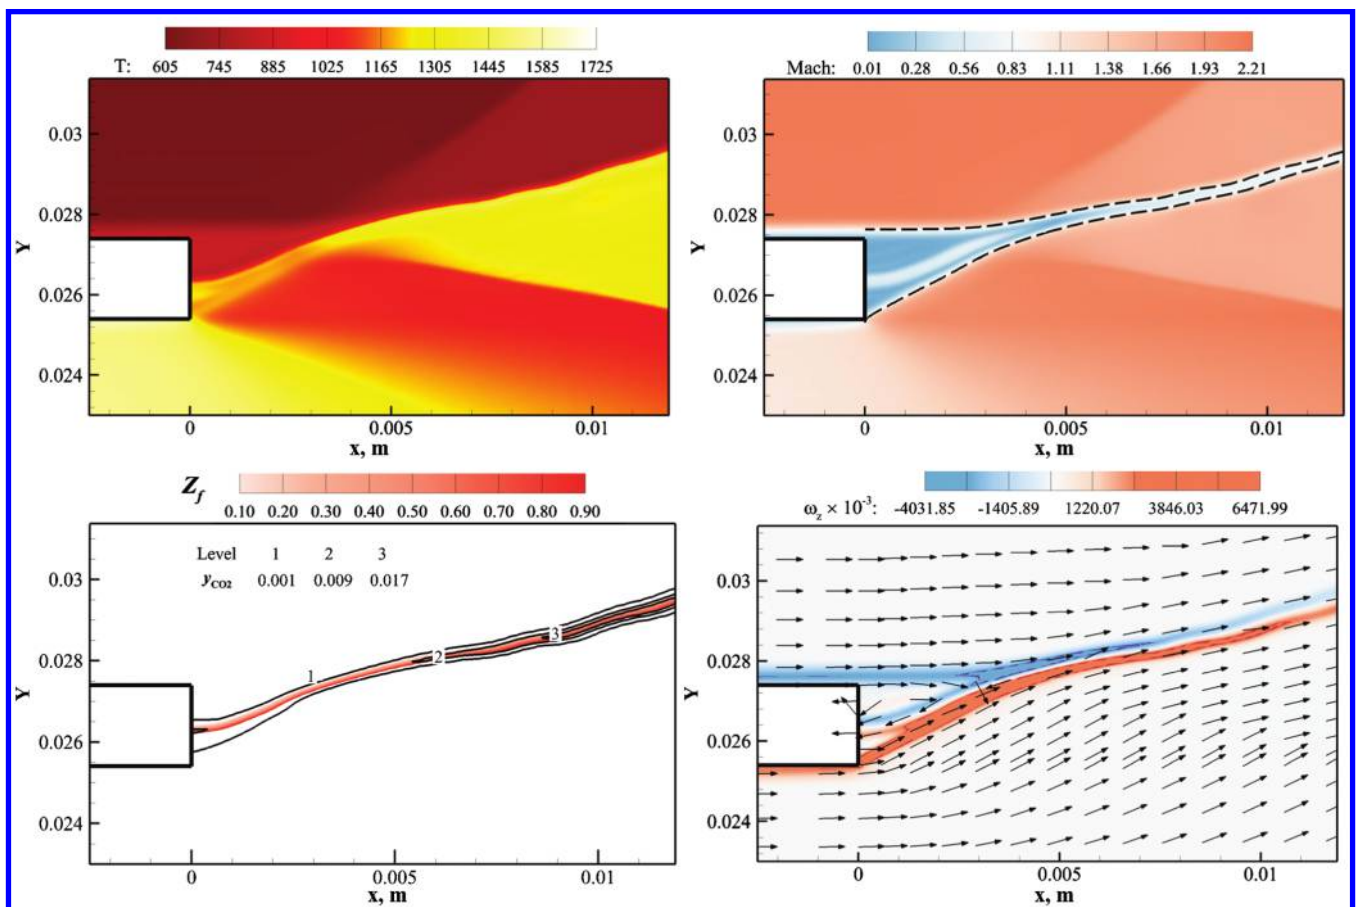 T: 605 745 885 1025 1165 1305 1445 1585 1725
Mach: 0.01 0.28 0.56 0.83 1.11 1.38 1.66 1.93 2.21
Y
0.03
0.028
0.026
0.024
0 0.005 0.01
x, m
Y
0.03
0.028
0.026
0.024
0 0.005 0.01
x, m
Z_f
0.10 0.20 0.30 0.40 0.50 0.60 0.70 0.80 0.90
Level 1 2 3
y_CO2 0.001 0.009 0.017
1 2 3
Y
0.03
0.028
0.026
0.024
0 0.005 0.01
x, m
ω_z × 10^-3: -4031.85 -1405.89 1220.07 3846.03 6471.99
Y
0.03
0.028
0.026
0.024
0 0.005 0.01
x, m